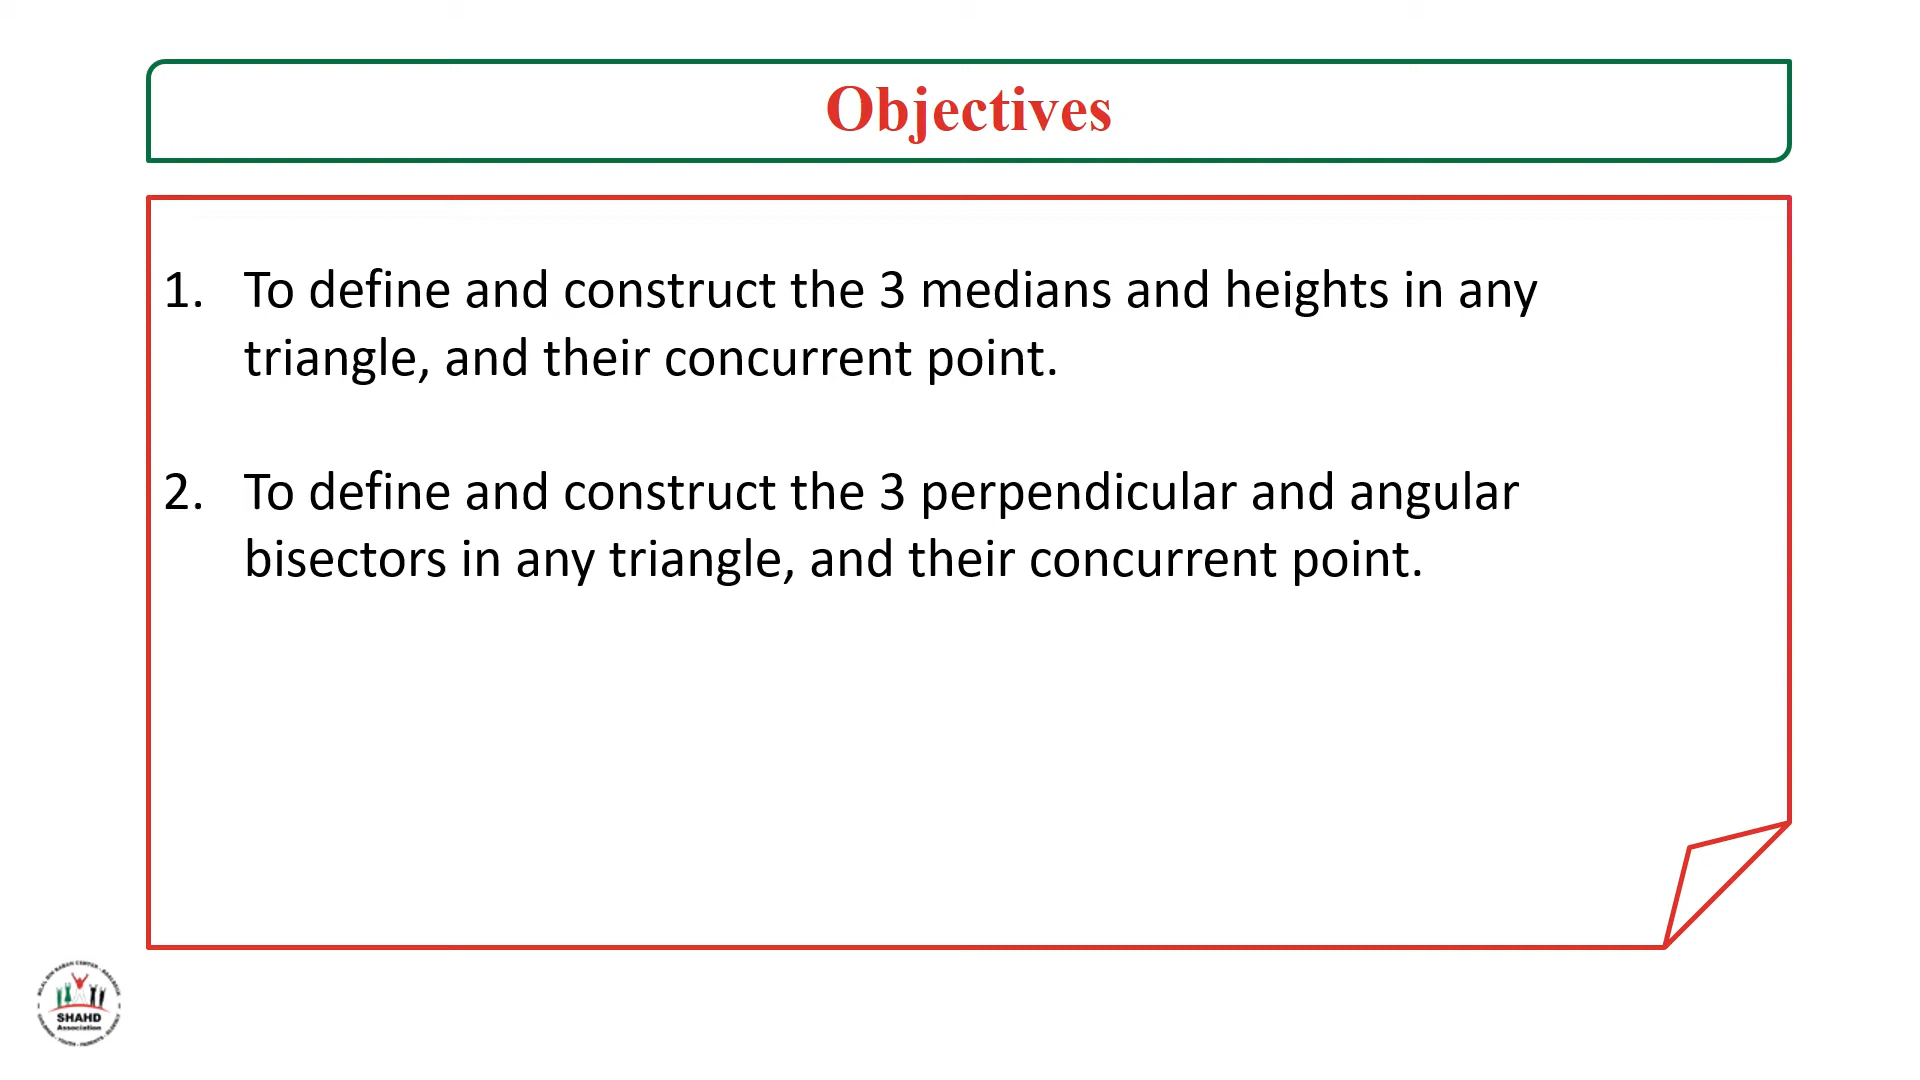 Objectives
1. To define and construct the 3 medians and heights in any
triangle, and their concurrent point.
2. To define and construct the 3 perpendicular and angular
bisectors in any triangle, and their concurrent point.
SHAHD
Association